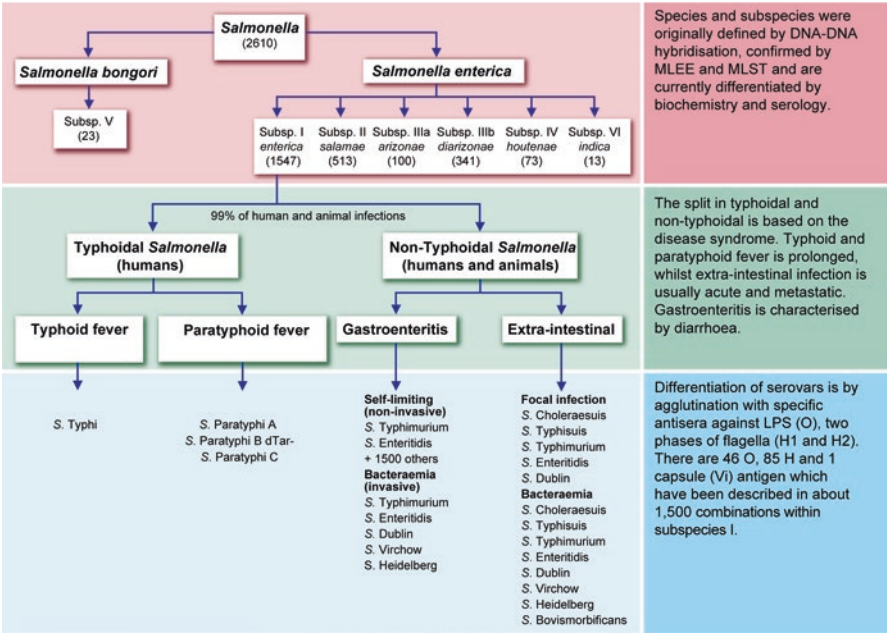 Salmonella
(2610)
Salmonella bongori
Salmonella enterica
Subsp. V
(23)
Subsp. I
enterica
(1547)
Subsp. II
salamae
(513)
Subsp. IIIa
arizonae
(100)
Subsp. IIIb
diarizonae
(341)
Subsp. IV
houtenae
(73)
Subsp. VI
indica
(13)
Species and subspecies were
originally defined by DNA-DNA
hybridisation, confirmed by
MLEE and MLST and are
currently differentiated by
biochemistry and serology.
99% of human and animal infections
Typhoidal Salmonella
(humans)
Non-Typhoidal Salmonella
(humans and animals)
Typhoid fever
Paratyphoid fever
Gastroenteritis
Extra-intestinal
The split in typhoidal and
non-typhoidal is based on the
disease syndrome. Typhoid and
paratyphoid fever is prolonged,
whilst extra-intestinal infection is
usually acute and metastatic.
Gastroenteritis is characterised
by diarrhoea.
S. Typhi
S. Paratyphi A
S. Paratyphi B dTar-
S. Paratyphi C
Self-limiting
(non-invasive)
S. Typhimurium
S. Enteritidis
+ 1500 others
Bacteraemia
(invasive)
S. Typhimurium
S. Enteritidis
S. Dublin
S. Virchow
S. Heidelberg
Focal infection
S. Choleraesuis
S. Typhisuis
S. Typhimurium
S. Enteritidis
S. Dublin
Bacteraemia
S. Choleraesuis
S. Typhisuis
S. Typhimurium
S. Enteritidis
S. Dublin
S. Virchow
S. Heidelberg
S. Bovismorbificans
Differentiation of serovars is by
agglutination with specific
antisera against LPS (O), two
phases of flagella (H1 and H2).
There are 46 O, 85 H and 1
capsule (Vi) antigen which
have been described in about
1,500 combinations within
subspecies I.